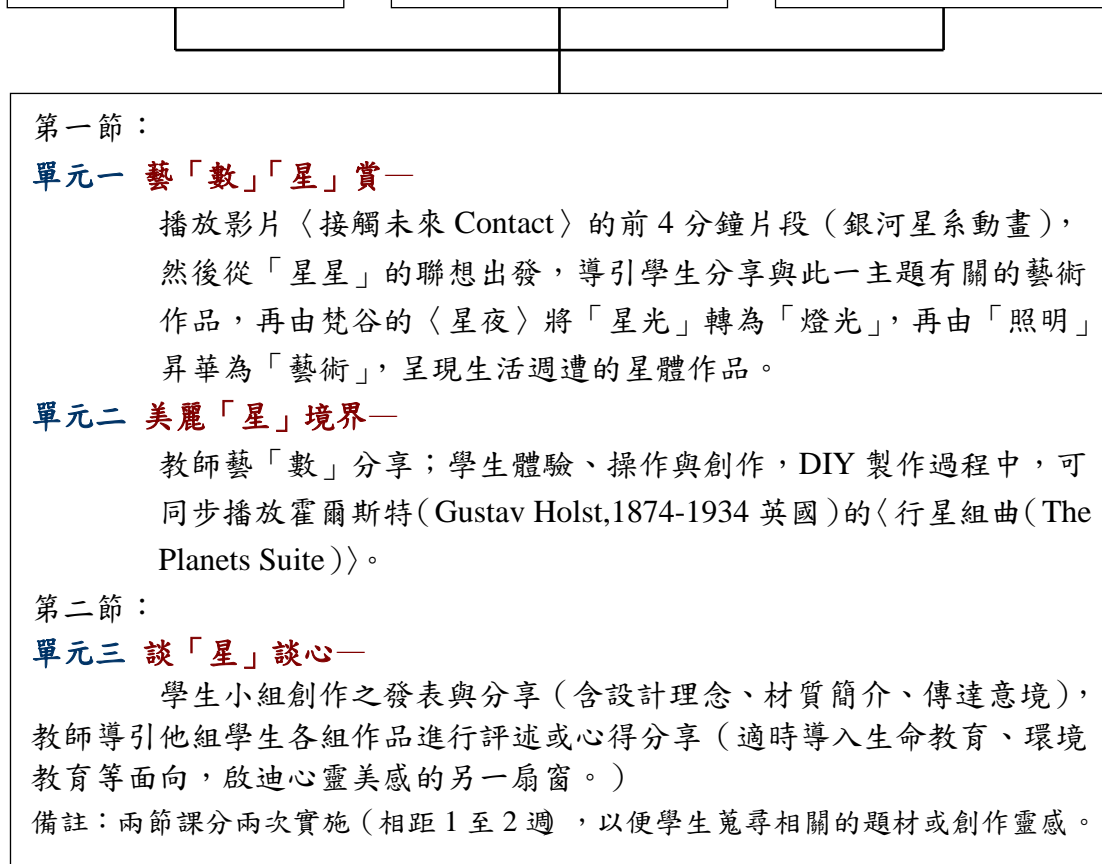 第一節：
單元一 藝「數」「星」賞—
播放影片〈接觸未來 Contact〉的前 4 分鐘片段（銀河星系動畫），
然後從「星星」的聯想出發，導引學生分享與此一主題有關的藝術
作品，再由梵谷的〈星夜〉將「星光」轉為「燈光」，再由「照明」
昇華為「藝術」，呈現生活週遭的星體作品。
單元二 美麗「星」境界—
教師藝「數」分享；學生體驗、操作與創作，DIY 製作過程中，可
同步播放霍爾斯特（Gustav Holst,1874-1934 英國）的〈行星組曲（The
Planets Suite）〉。
第二節：
單元三 談「星」談心—
學生小組創作之發表與分享（含設計理念、材質簡介、傳達意境），
教師導引他組學生各組作品進行評述或心得分享（適時導入生命教育、環境
教育等面向，啟迪心靈美感的另一扇窗。）
備註：兩節課分兩次實施（相距 1 至 2 週 ，以便學生蒐尋相關的題材或創作靈感。